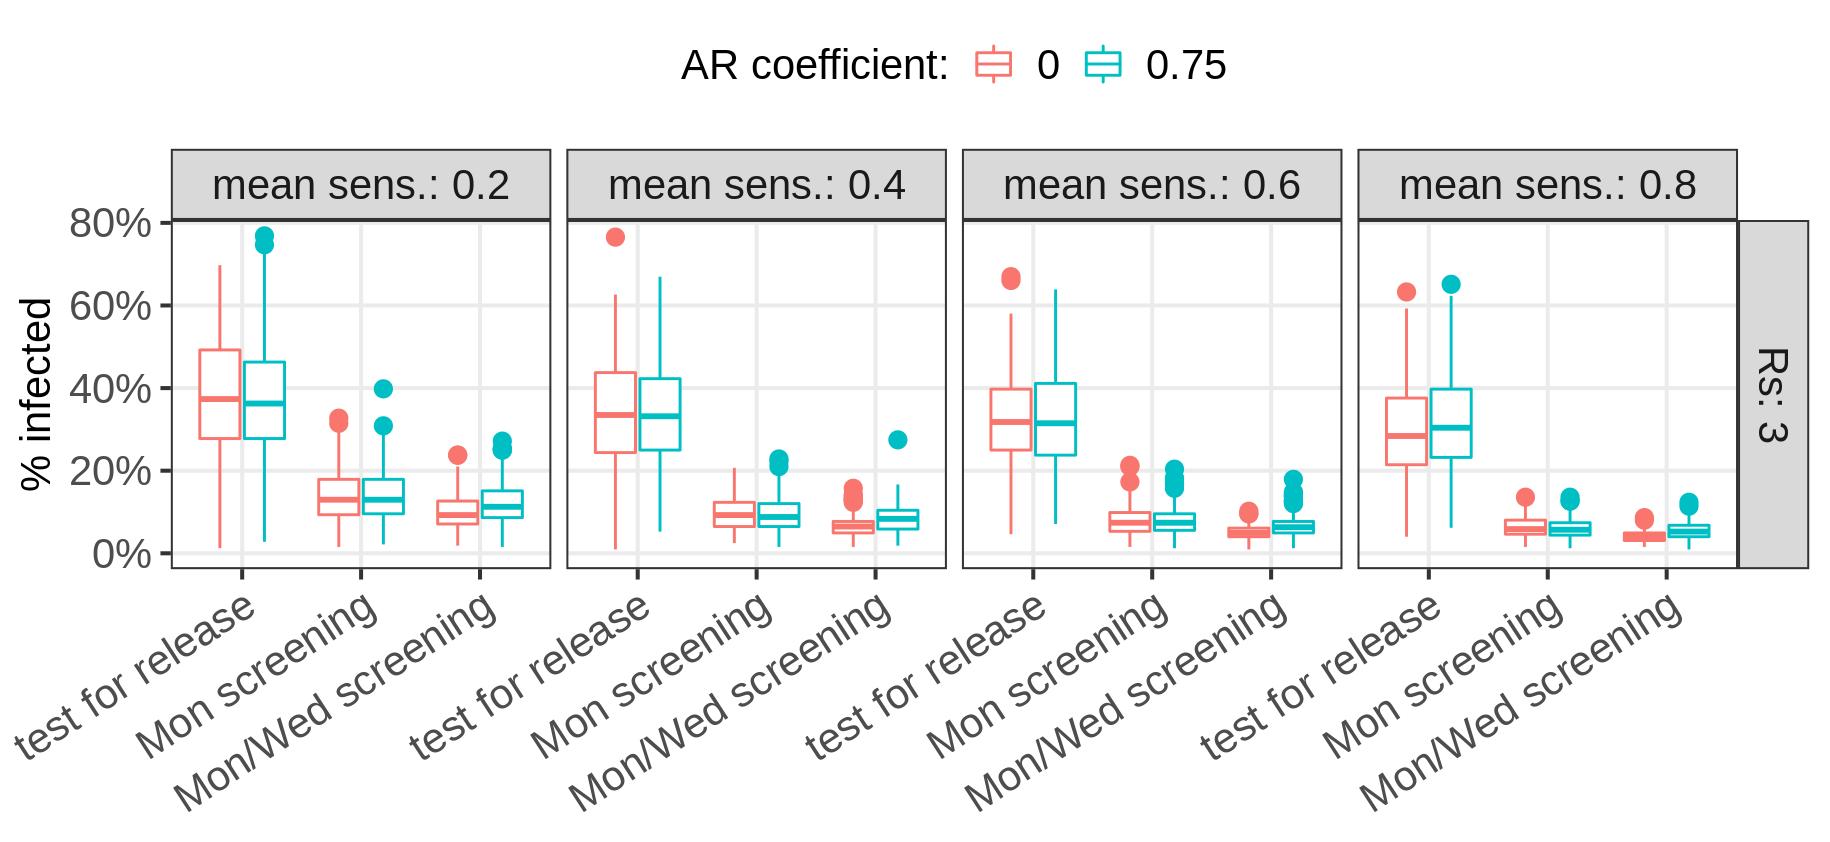 AR coefficient: 0 0.75
mean sens.: 0.2
mean sens.: 0.4
mean sens.: 0.6
mean sens.: 0.8
Rs: 3
% infected
80%
60%
40%
20%
0%
test for release
Mon screening
Mon/Wed screening
test for release
Mon screening
Mon/Wed screening
test for release
Mon screening
Mon/Wed screening
test for release
Mon screening
Mon/Wed screening